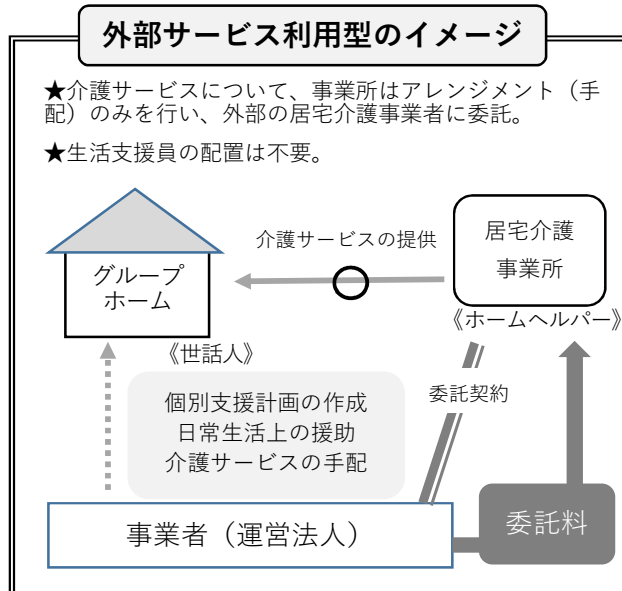 外部サービス利用型のイメージ
★介護サービスについて、事業所はアレンジメント（手
配）のみを行い、外部の居宅介護事業者に委託。
★生活支援員の配置は不要。
介護サービスの提供
居宅介護
事業所
グループ
ホーム
《ホームヘルパー》
《世話人》
委託契約
個別支援計画の作成
日常生活上の援助
介護サービスの手配
事業者（運営法人）
委託料